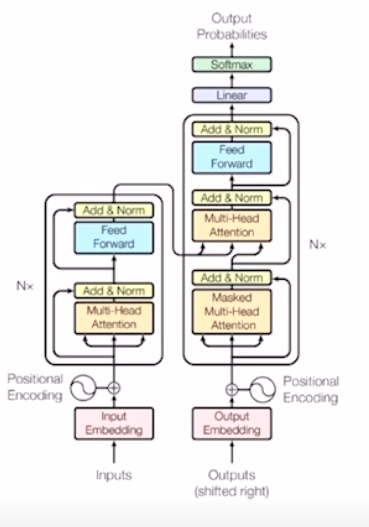 Output
Probabilities
Softmax
Linear
Add & Norm
Feed
Forward
Add & Norm
Multi-Head
Attention
Add & Norm
Masked
Multi-Head
Attention
N×
Positional
Encoding
Output
Embedding
Outputs
(shifted right)
Add & Norm
Feed
Forward
Add & Norm
Multi-Head
Attention
N×
Positional
Encoding
Input
Embedding
Inputs